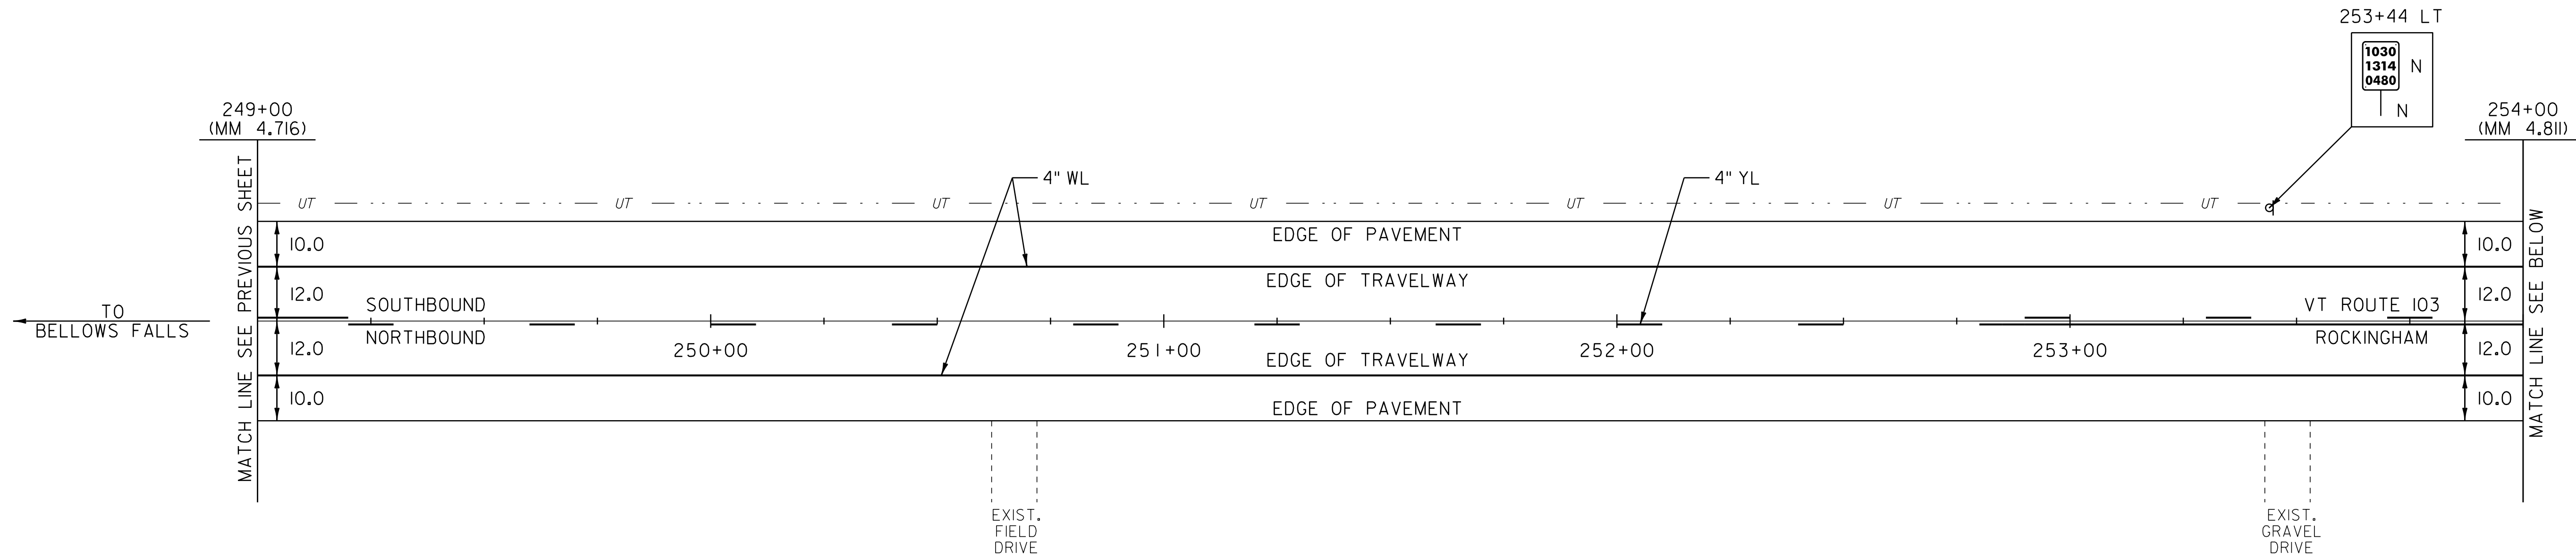 253+44 LT
1030
1314
0480
N
N
249+00
(MM 4.716)
254+00
(MM 4.811)
MATCH LINE SEE PREVIOUS SHEET
4" WL
4" YL
UT
UT
UT
UT
UT
UT
UT
10.0
EDGE OF PAVEMENT
10.0
12.0
EDGE OF TRAVELWAY
12.0
SOUTHBOUND
VT ROUTE 103
TO
BELLOWS FALLS
NORTHBOUND
ROCKINGHAM
12.0
250+00
251+00
252+00
253+00
12.0
EDGE OF TRAVELWAY
10.0
EDGE OF PAVEMENT
10.0
MATCH LINE SEE BELOW
EXIST.
FIELD
DRIVE
EXIST.
GRAVEL
DRIVE